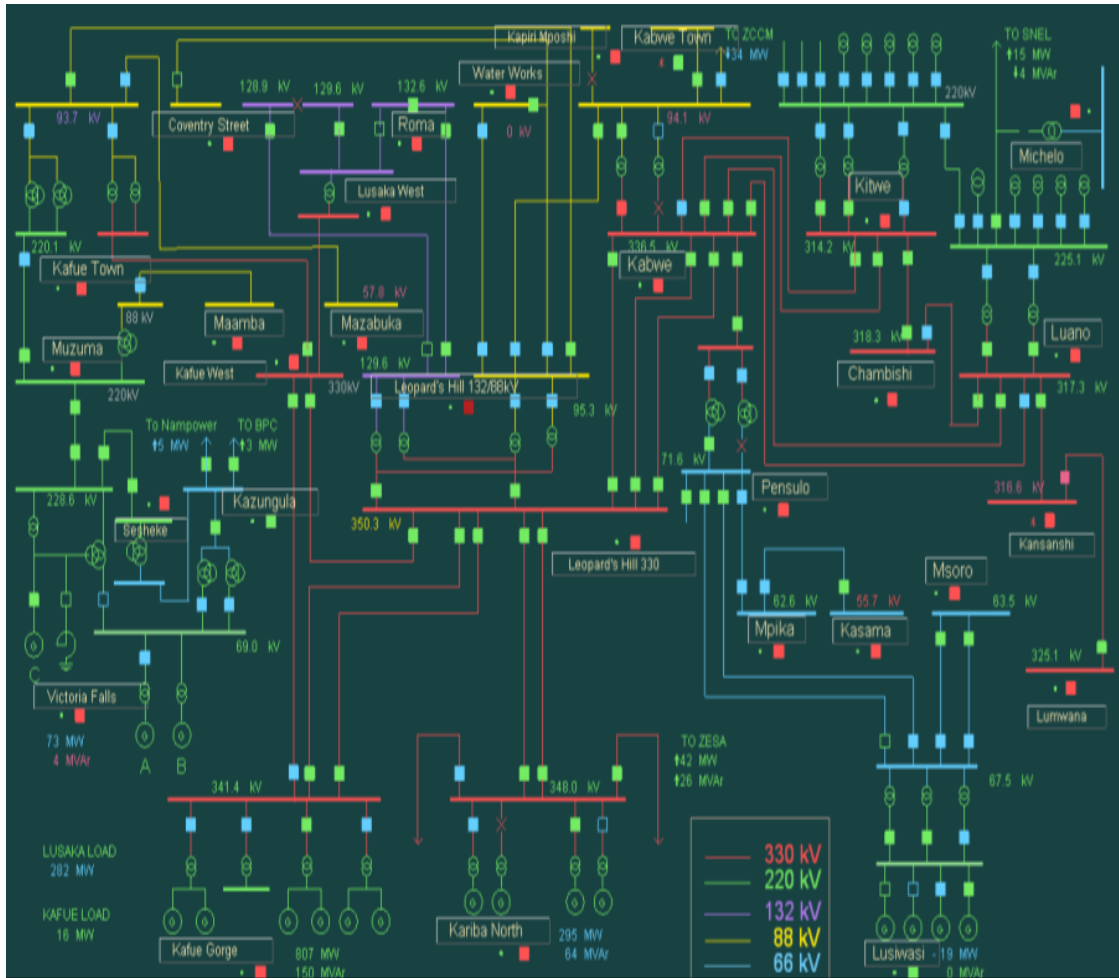 Kapiri Mposhi
Kabwe Town
TO ZCCM
34 MW
4
TO SNEL
15 MW
4 MVAr
Water Works
128.9 kV
129.6 kV
132.6 kV
220kV
93.7 kV
Coventry Street
Roma
0 kV
94.1 kV
Michelo
Lusaka West
Kitwe
220.1 kV
336.5 kV
314.2 kV
225.1 kV
Kafue Town
Kabwe
57.8 kV
88 kV
Maamba
Mazabuka
318.3 kV
Luano
Muzuma
Kafue West
129.6 kV
Chambishi
220kV
330kV
Leopard's Hill 132/88kV
317.3 kV
95.3 kV
To Nampower
5 MW
TO BPC
3 MW
71.6 kV
228.6 kV
Kazungula
Pensulo
350.3 kV
316.6 kV
Sesheke
4
Kansanshi
Leopard's Hill 330
Msoro
62.6 kV
55.7 kV
63.5 kV
69.0 kV
Mpika
Kasama
C
325.1 kV
Victoria Falls
Lumwana
73 MW
4 MVAr
A
B
TO ZESA
42 MW
26 MVAr
341.4 kV
348.0 kV
67.5 kV
LUSAKA LOAD
282 MW
330 kV
220 kV
132 kV
88 kV
66 kV
KAFUE LOAD
16 MW
Kafue Gorge
807 MW
150 MVAr
Kariba North
295 MW
64 MVAr
Lusiwasi
-19 MW
0 MVAr